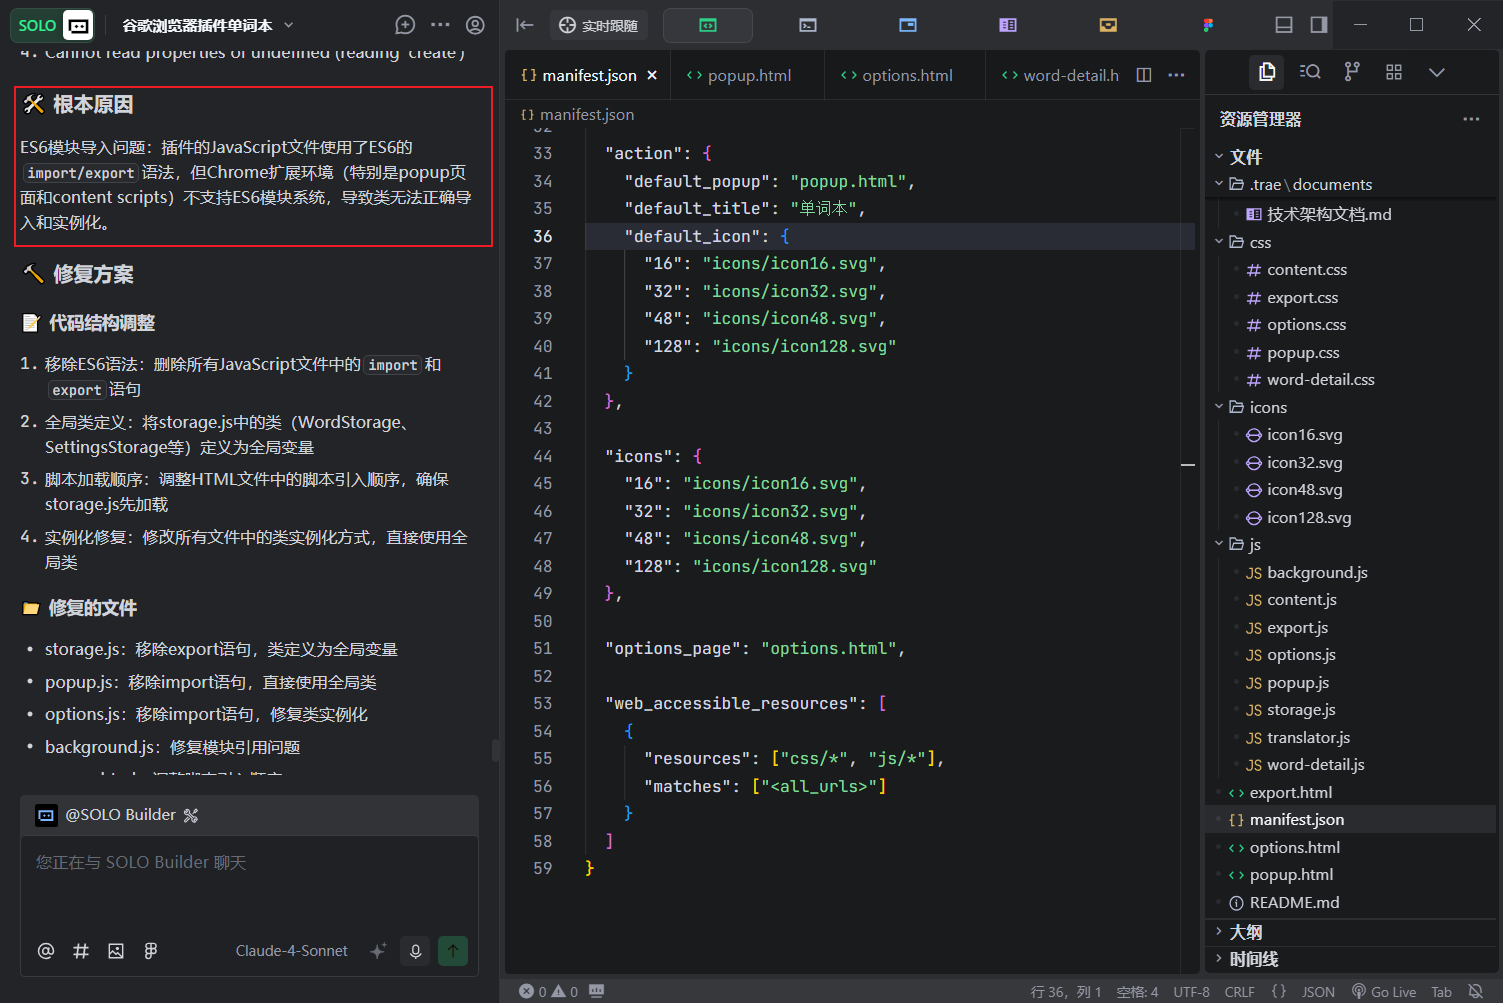 SOLO
谷歌浏览器插件单词本
4. Cannot read properties of undefined (reading 'create')
根本原因
ES6模块导入问题：插件的JavaScript文件使用了ES6的
import/export 语法，但Chrome扩展环境（特别是popup页
面和content scripts）不支持ES6模块系统，导致类无法正确导
入和实例化。
修复方案
代码结构调整
1. 移除ES6语法：删除所有JavaScript文件中的 import 和
export 语句
2. 全局类定义：将storage.js中的类（WordStorage、
SettingsStorage等）定义为全局变量
3. 脚本加载顺序：调整HTML文件中的脚本引入顺序，确保
storage.js先加载
4. 实例化修复：修改所有文件中的类实例化方式，直接使用全
局类
修复的文件
• storage.js：移除export语句，类定义为全局变量
• popup.js：移除import语句，直接使用全局类
• options.js：移除import语句，修复类实例化
• background.js：修复模块引用问题
@SOLO Builder
您正在与 SOLO Builder 聊天
Claude-4-Sonnet
实时跟随
{} manifest.json
<> popup.html
<> options.html
<> word-detail.h
{} manifest.json
32
33 "action": {
34 "default_popup": "popup.html",
35 "default_title": "单词本",
36 "default_icon": {
37 "16": "icons/icon16.svg",
38 "32": "icons/icon32.svg",
39 "48": "icons/icon48.svg",
40 "128": "icons/icon128.svg"
41 }
42 },
43
44 "icons": {
45 "16": "icons/icon16.svg",
46 "32": "icons/icon32.svg",
47 "48": "icons/icon48.svg",
48 "128": "icons/icon128.svg"
49 },
50
51 "options_page": "options.html",
52
53 "web_accessible_resources": [
54 {
55 "resources": ["css/*", "js/*"],
56 "matches": ["<all_urls>"]
57 }
58 ]
59 }
资源管理器
文件
.trae\documents
技术架构文档.md
css
# content.css
# export.css
# options.css
# popup.css
# word-detail.css
icons
icon16.svg
icon32.svg
icon48.svg
icon128.svg
js
JS background.js
JS content.js
JS export.js
JS options.js
JS popup.js
JS storage.js
JS translator.js
JS word-detail.js
<> export.html
{} manifest.json
<> options.html
<> popup.html
README.md
大纲
时间线
0 0
行 36，列 1
空格: 4
UTF-8
CRLF
{} JSON
Go Live
Tab